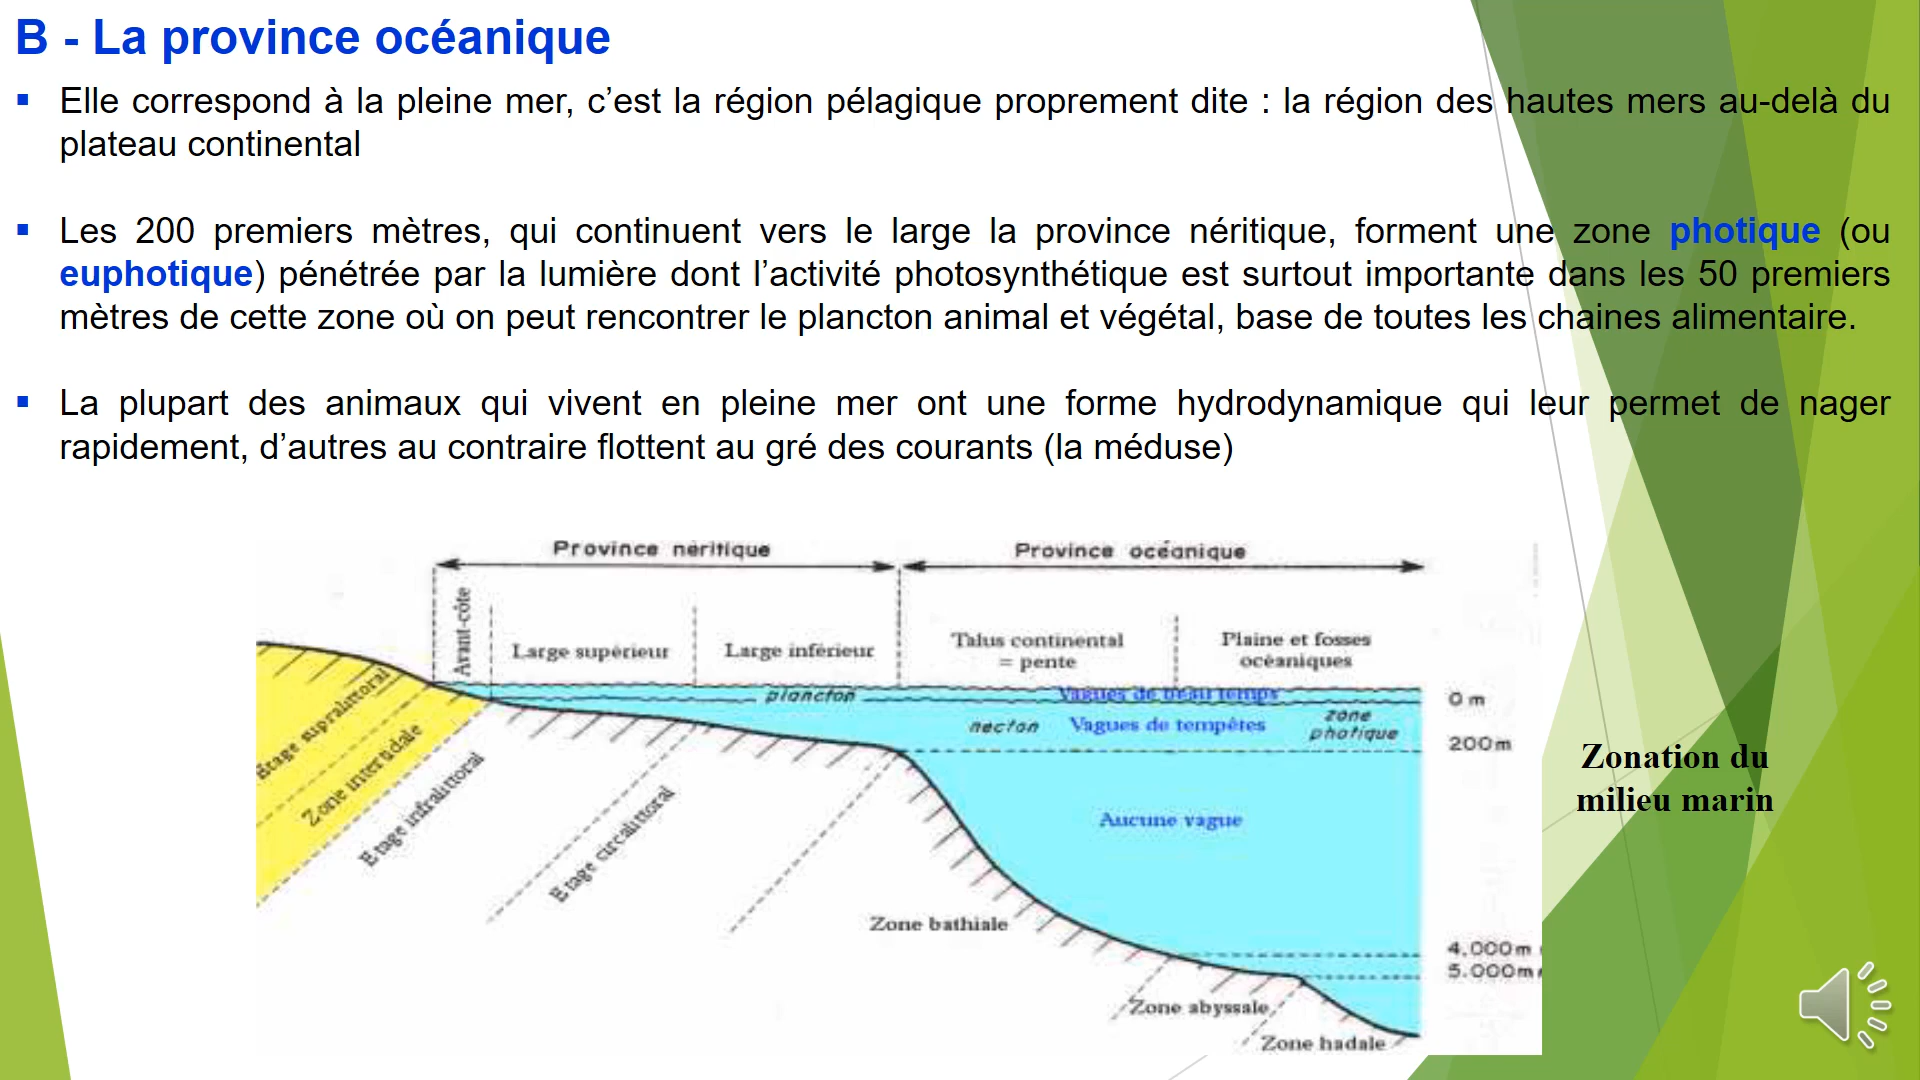 B - La province océanique
Elle correspond à la pleine mer, c’est la région pélagique proprement dite : la région des hautes mers au-delà du
plateau continental
Les 200 premiers mètres, qui continuent vers le large la province néritique, forment une zone photique (ou
euphotique) pénétrée par la lumière dont l’activité photosynthétique est surtout importante dans les 50 premiers
mètres de cette zone où on peut rencontrer le plancton animal et végétal, base de toutes les chaines alimentaire.
La plupart des animaux qui vivent en pleine mer ont une forme hydrodynamique qui leur permet de nager
rapidement, d’autres au contraire flottent au gré des courants (la méduse)
Province néritique
Province océanique
Avant-côte
Large supérieur
Large inférieur
Talus continental
= pente
Plaine et fosses
océaniques
plancton
Vagues de beau temps
0 m
necton
Vagues de tempêtes
zone
photique
200m
Etage supralittoral
Zone intertidale
Etage infralittoral
Etage circalittoral
Aucune vague
Zonation du
milieu marin
Zone bathiale
4.000m
5.000m
Zone abyssale
Zone hadale